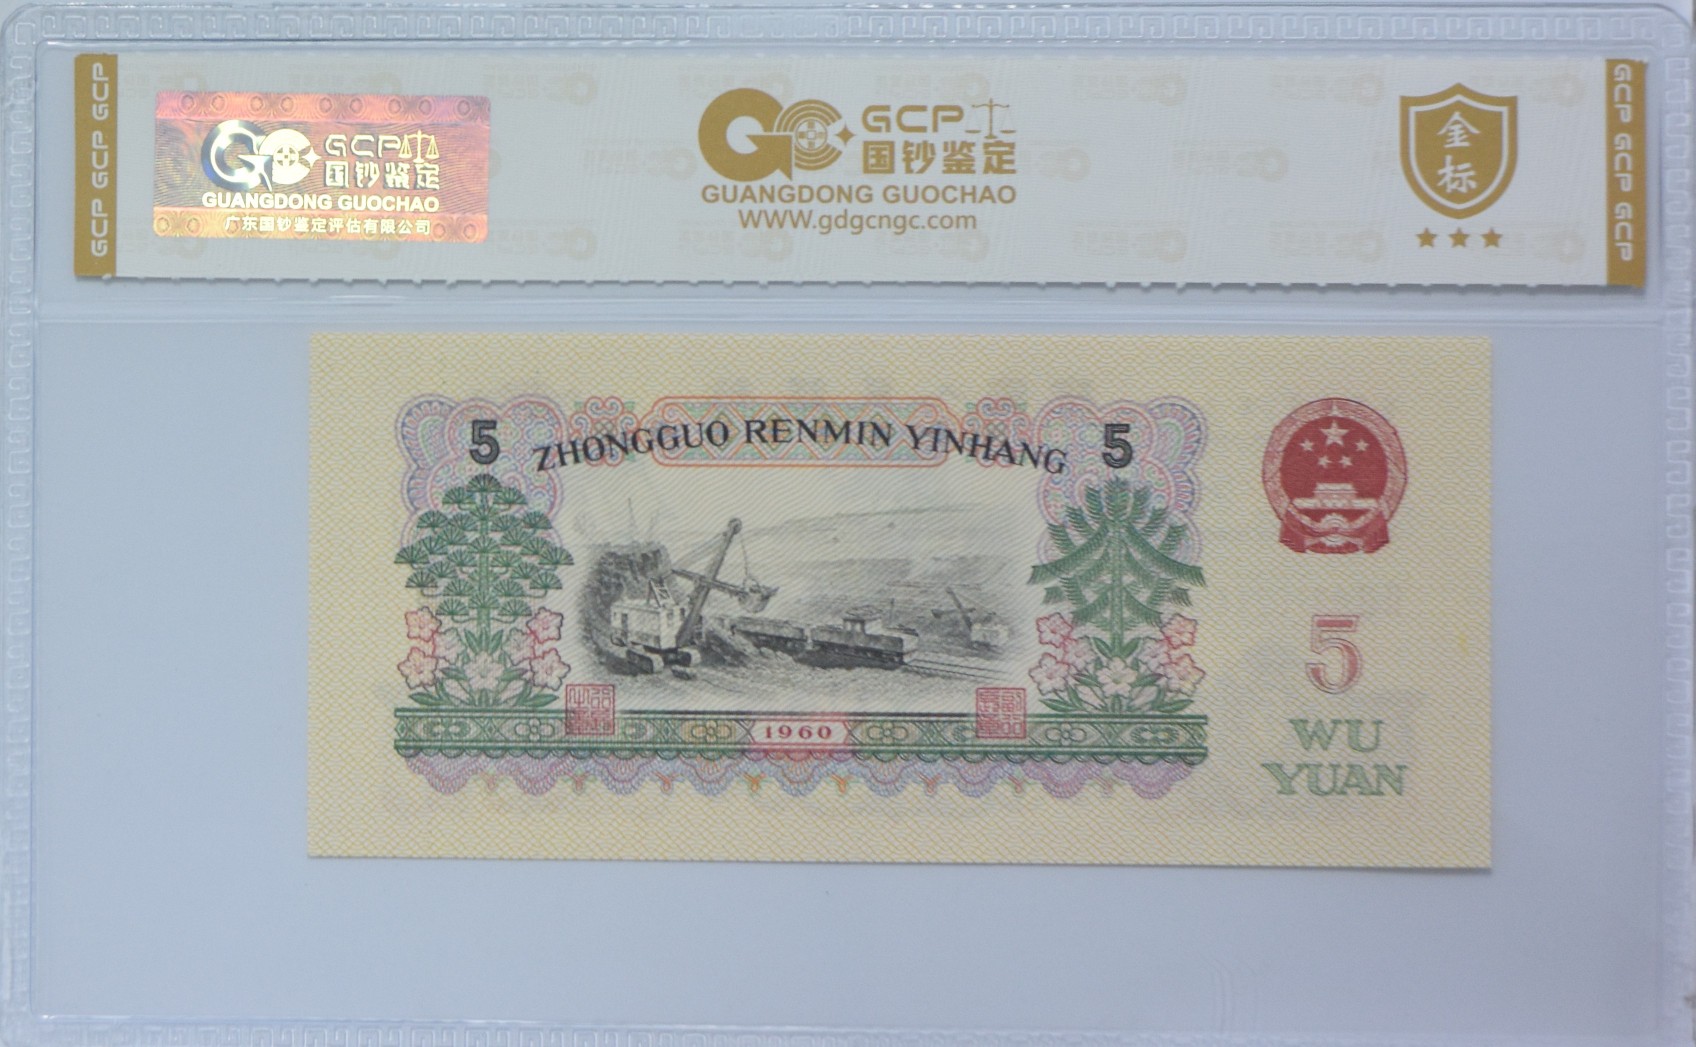 GCP GCP GCP
GCP 国钞鉴定
GUANGDONG GUOCHAO
广东国钞鉴定评估有限公司
GCP 国钞鉴定
GUANGDONG GUOCHAO
WWW.gdgcngc.com
金标
GCP GCP GCP
5
ZHONGGUO RENMIN YINHANG
5
5
WU
YUAN
1960